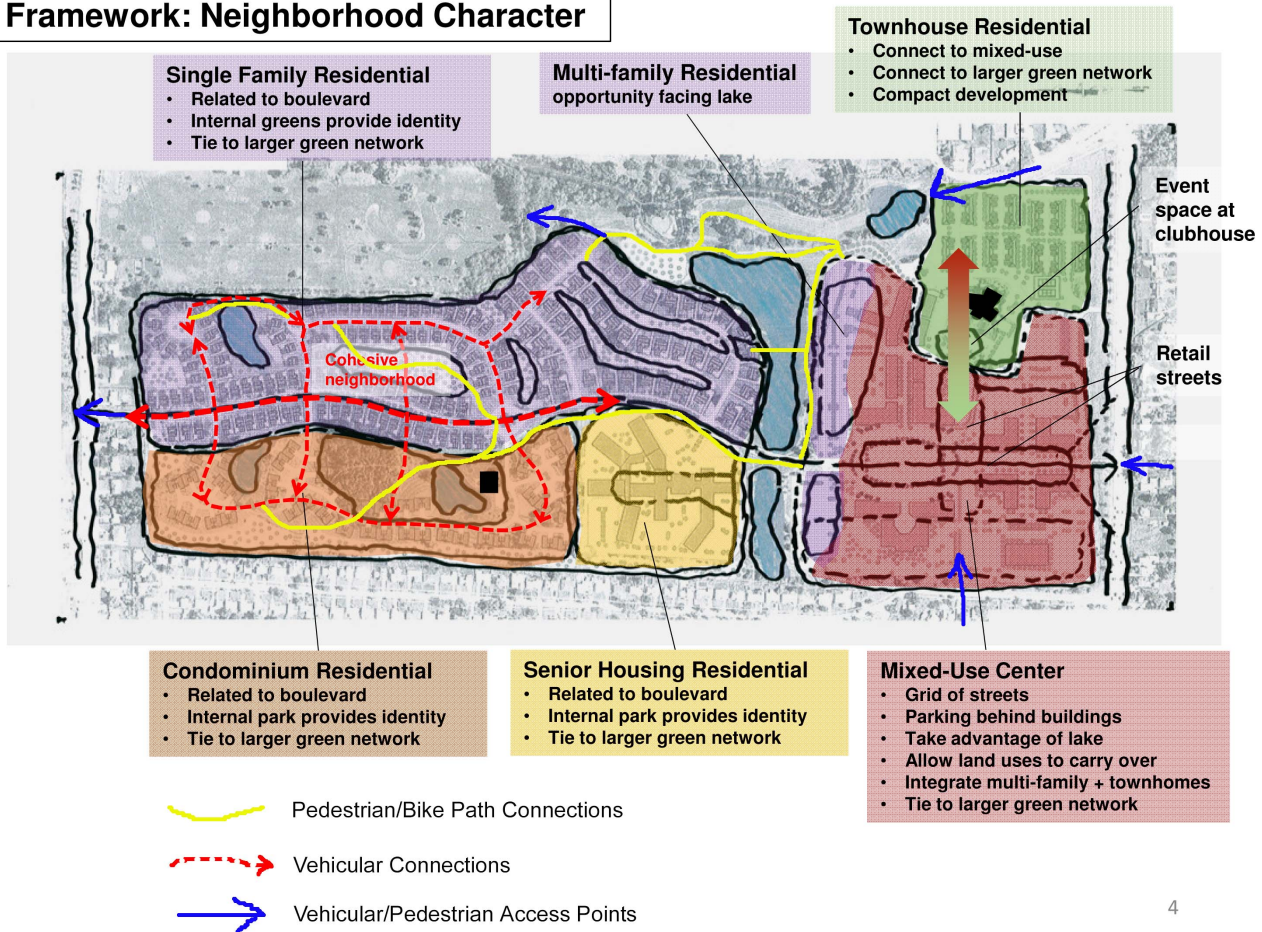 Framework: Neighborhood Character
Single Family Residential
• Related to boulevard
• Internal greens provide identity
• Tie to larger green network
Multi-family Residential
opportunity facing lake
Townhouse Residential
• Connect to mixed-use
• Connect to larger green network
• Compact development
Event
space at
clubhouse
Retail
streets
Cohesive
neighborhood
Condominium Residential
• Related to boulevard
• Internal park provides identity
• Tie to larger green network
Senior Housing Residential
• Related to boulevard
• Internal park provides identity
• Tie to larger green network
Mixed-Use Center
• Grid of streets
• Parking behind buildings
• Take advantage of lake
• Allow land uses to carry over
• Integrate multi-family + townhomes
• Tie to larger green network
Pedestrian/Bike Path Connections
Vehicular Connections
Vehicular/Pedestrian Access Points
4